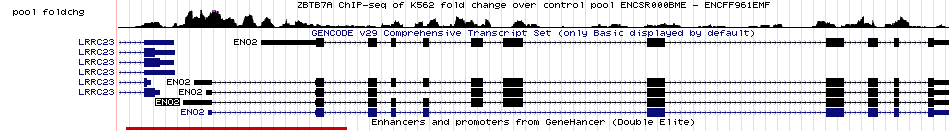 ZBTB7A ChIP-seq of K562 fold change over control pool ENCSR000BME - ENCFF961EMF
pool foldchg
GENCODE v29 Comprehensive Transcript Set (only Basic displayed by default)
LRRC23 ENO2
LRRC23
LRRC23
LRRC23
LRRC23 ENO2
LRRC23 ENO2
ENO2
ENO2
Enhancers and promoters from GeneHancer (Double Elite)